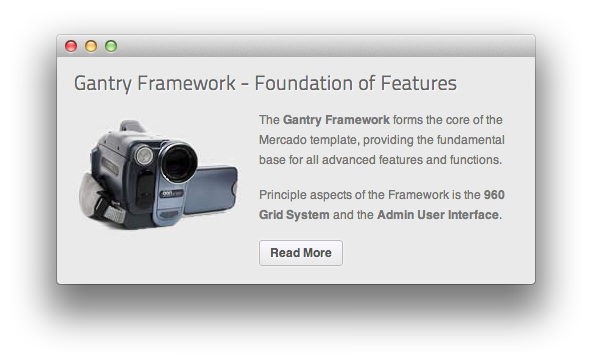 Gantry Framework - Foundation of Features
The Gantry Framework forms the core of the
Mercado template, providing the fundamental
base for all advanced features and functions.
Principle aspects of the Framework is the 960
Grid System and the Admin User Interface.
Read More